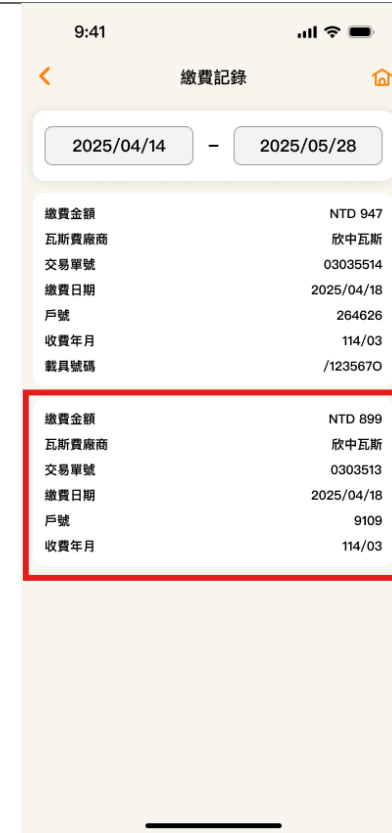 9:41
繳費記錄
2025/04/14 – 2025/05/28
繳費金額 NTD 947
瓦斯費廠商 欣中瓦斯
交易單號 03035514
繳費日期 2025/04/18
戶號 264626
收費年月 114/03
載具號碼 /123567O
繳費金額 NTD 899
瓦斯費廠商 欣中瓦斯
交易單號 0303513
繳費日期 2025/04/18
戶號 9109
收費年月 114/03